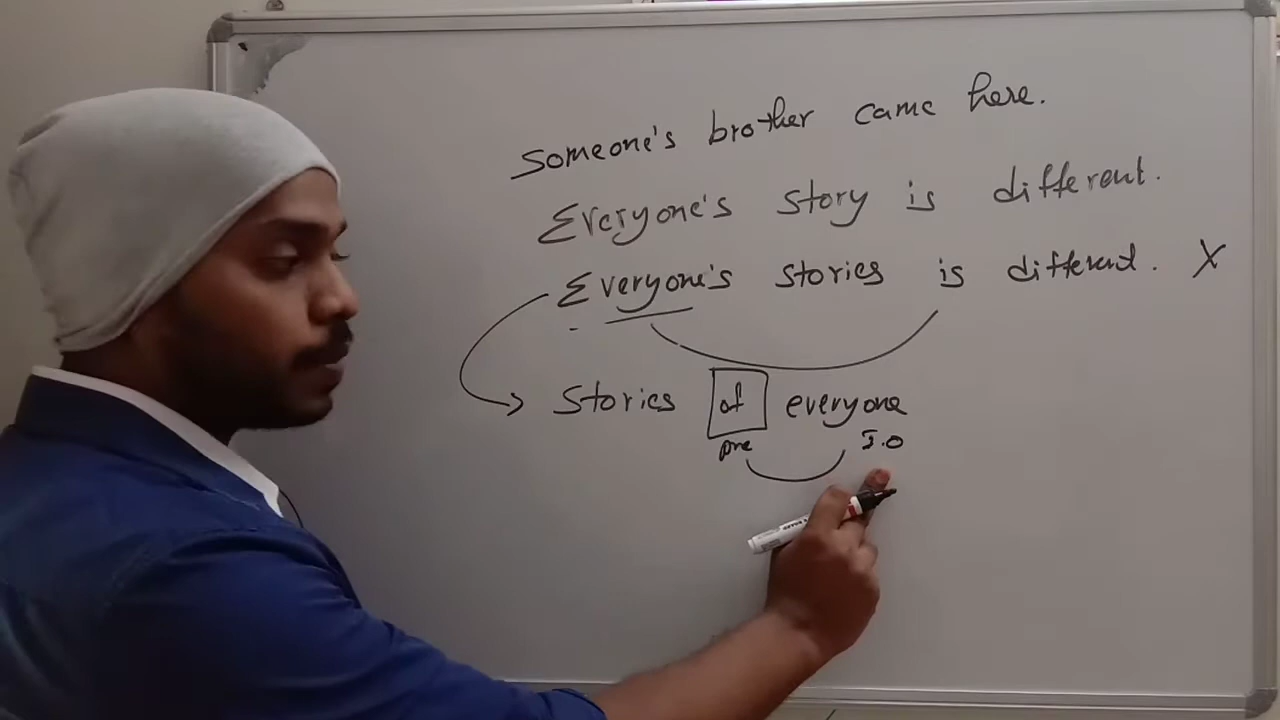 Someone's brother came here.
Everyone's story is different.
Everyone's stories is different. X
Stories of everyone
pre I.O